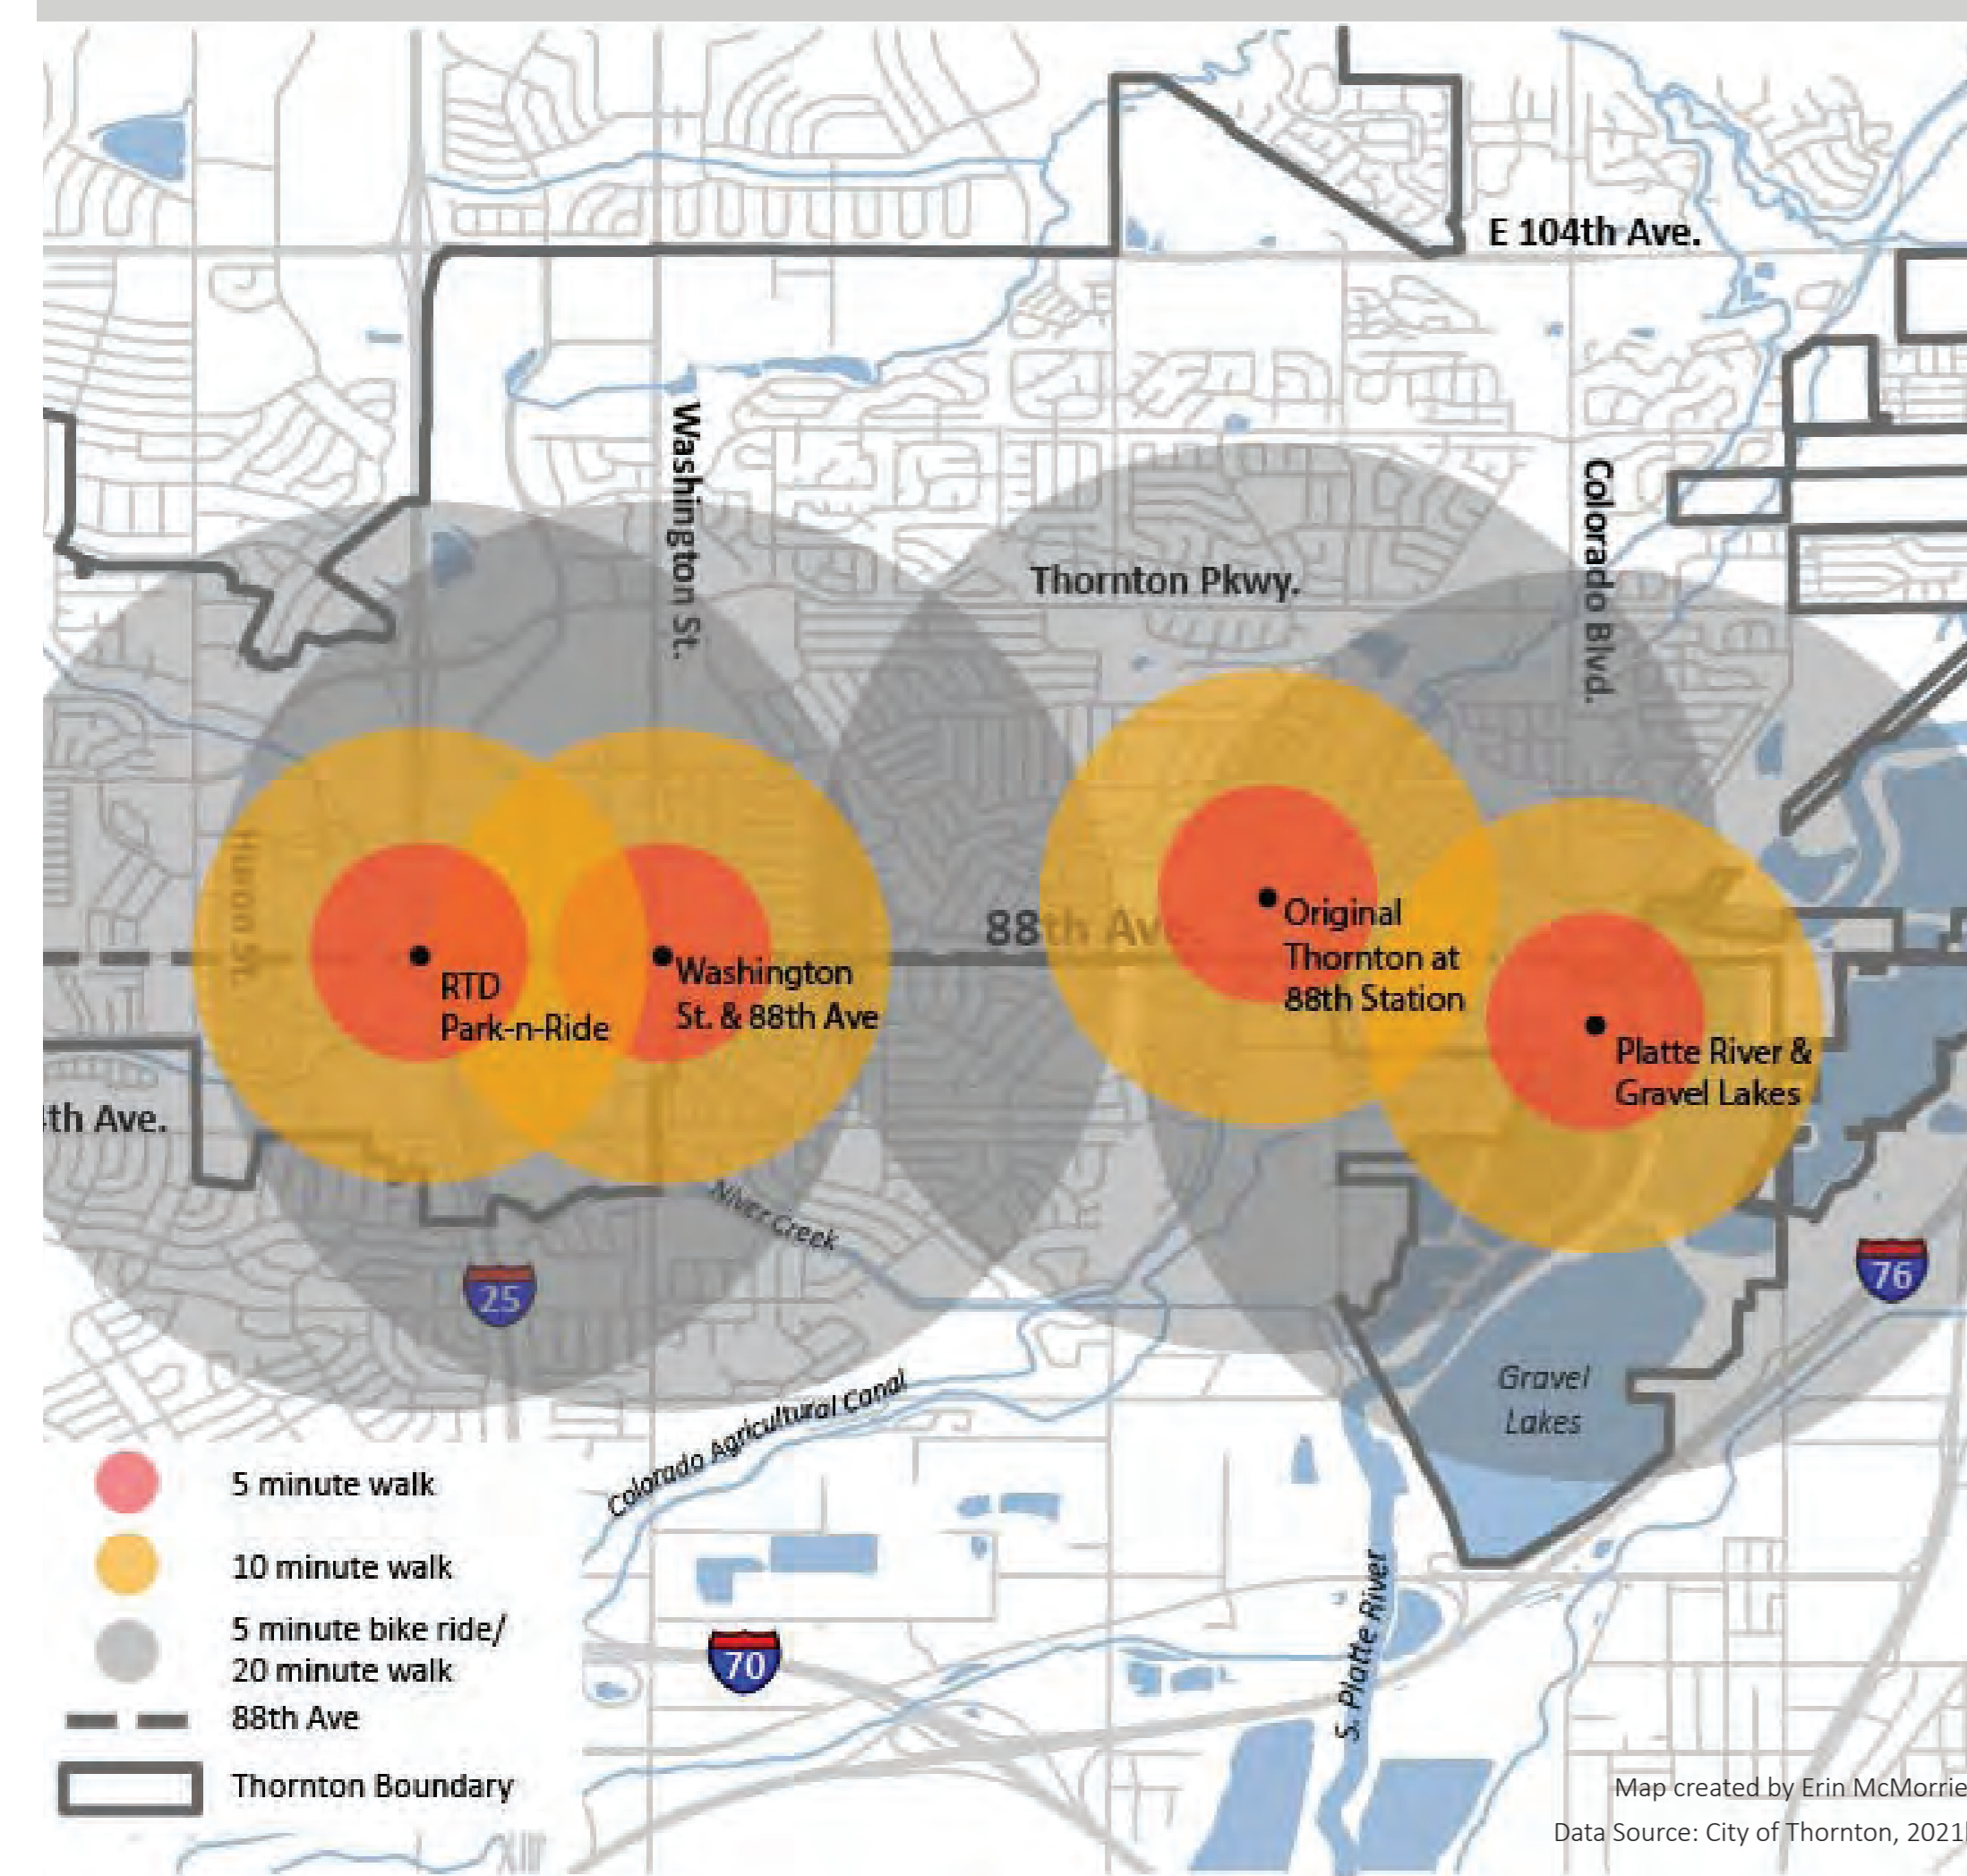 E 104th Ave.
Washington St.
Colorado Blvd.
Thornton Pkwy.
Huron St.
88th Ave.
Original
Thornton at
88th Station
RTD
Park-n-Ride
Washington
St. & 88th Ave
Platte River &
Gravel Lakes
th Ave.
Niver Creek
25
76
Gravel
Lakes
Colorado Agricultural Canal
S. Platte River
70
5 minute walk
10 minute walk
5 minute bike ride/
20 minute walk
88th Ave
Thornton Boundary
Map created by Erin McMorrie
Data Source: City of Thornton, 2021